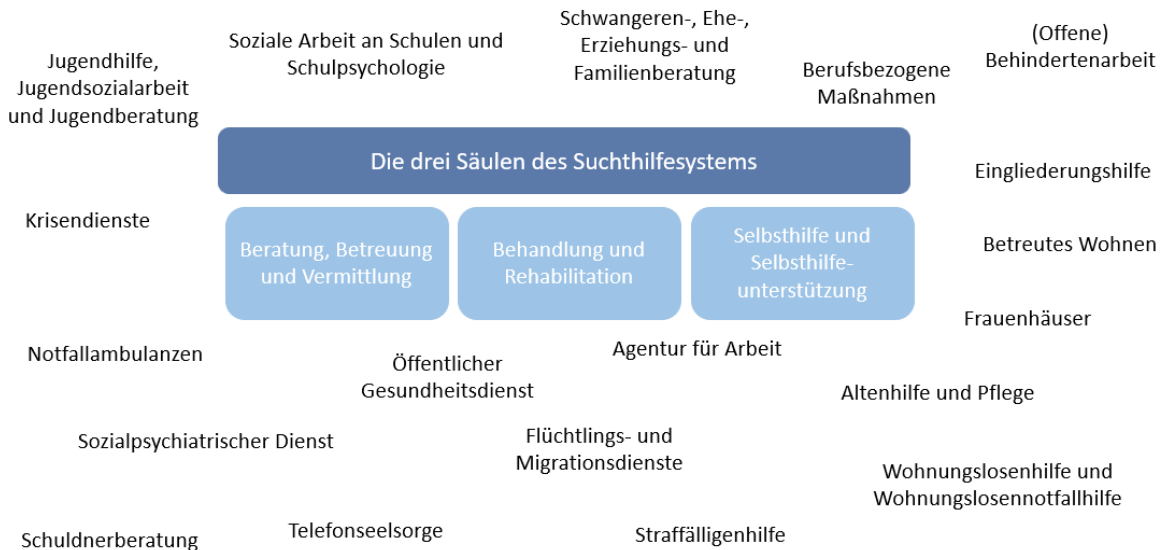 Jugendhilfe,
Jugendsozialarbeit
und Jugendberatung
Soziale Arbeit an Schulen und
Schulpsychologie
Schwangeren-, Ehe-,
Erziehungs- und
Familienberatung
Berufsbezogene
Maßnahmen
(Offene)
Behindertenarbeit
Die drei Säulen des Suchthilfesystems
Eingliederungshilfe
Krisendienste
Beratung, Betreuung
und Vermittlung
Behandlung und
Rehabilitation
Selbsthilfe und
Selbsthilfe-
unterstützung
Betreutes Wohnen
Frauenhäuser
Notfallambulanzen
Öffentlicher
Gesundheitsdienst
Agentur für Arbeit
Altenhilfe und Pflege
Sozialpsychiatrischer Dienst
Flüchtlings- und
Migrationsdienste
Wohnungslosenhilfe und
Wohnungslosennotfallhilfe
Schuldnerberatung
Telefonseelsorge
Straffälligenhilfe